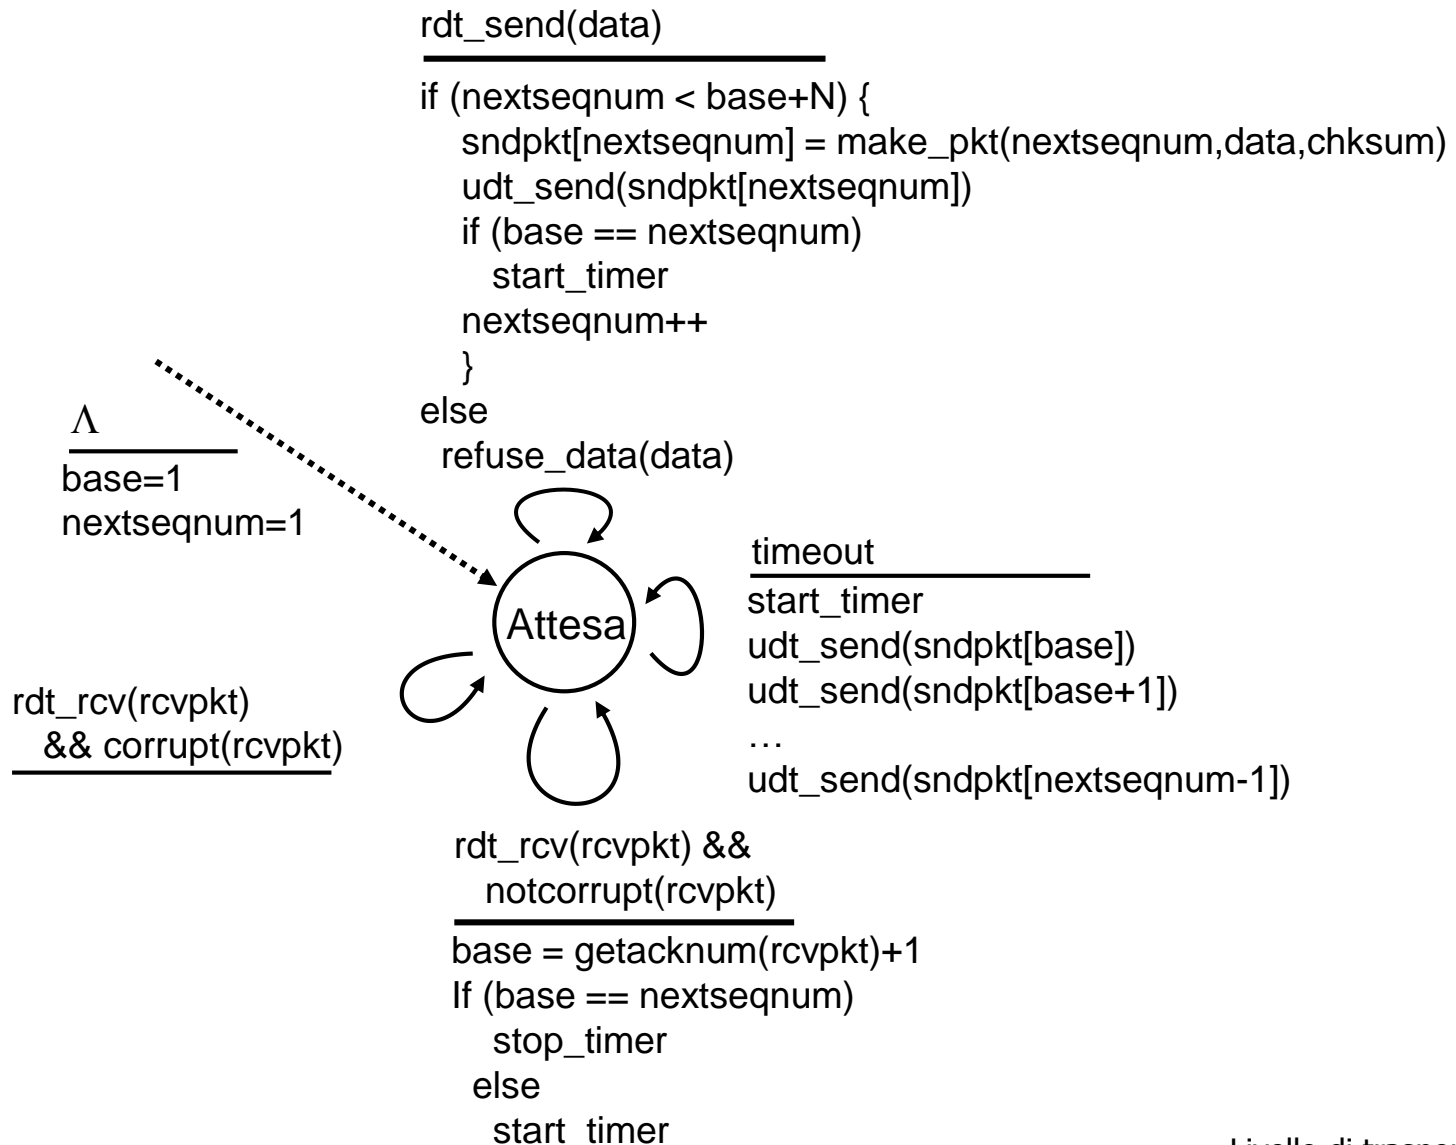 rdt_send(data)
if (nextseqnum < base+N) {
sndpkt[nextseqnum] = make_pkt(nextseqnum,data,chksum)
udt_send(sndpkt[nextseqnum])
if (base == nextseqnum)
start_timer
nextseqnum++
}
else
refuse_data(data)
Λ
base=1
nextseqnum=1
Attesa
timeout
start_timer
udt_send(sndpkt[base])
udt_send(sndpkt[base+1])
…
udt_send(sndpkt[nextseqnum-1])
rdt_rcv(rcvpkt)
&& corrupt(rcvpkt)
rdt_rcv(rcvpkt) &&
notcorrupt(rcvpkt)
base = getacknum(rcvpkt)+1
If (base == nextseqnum)
stop_timer
else
start_timer